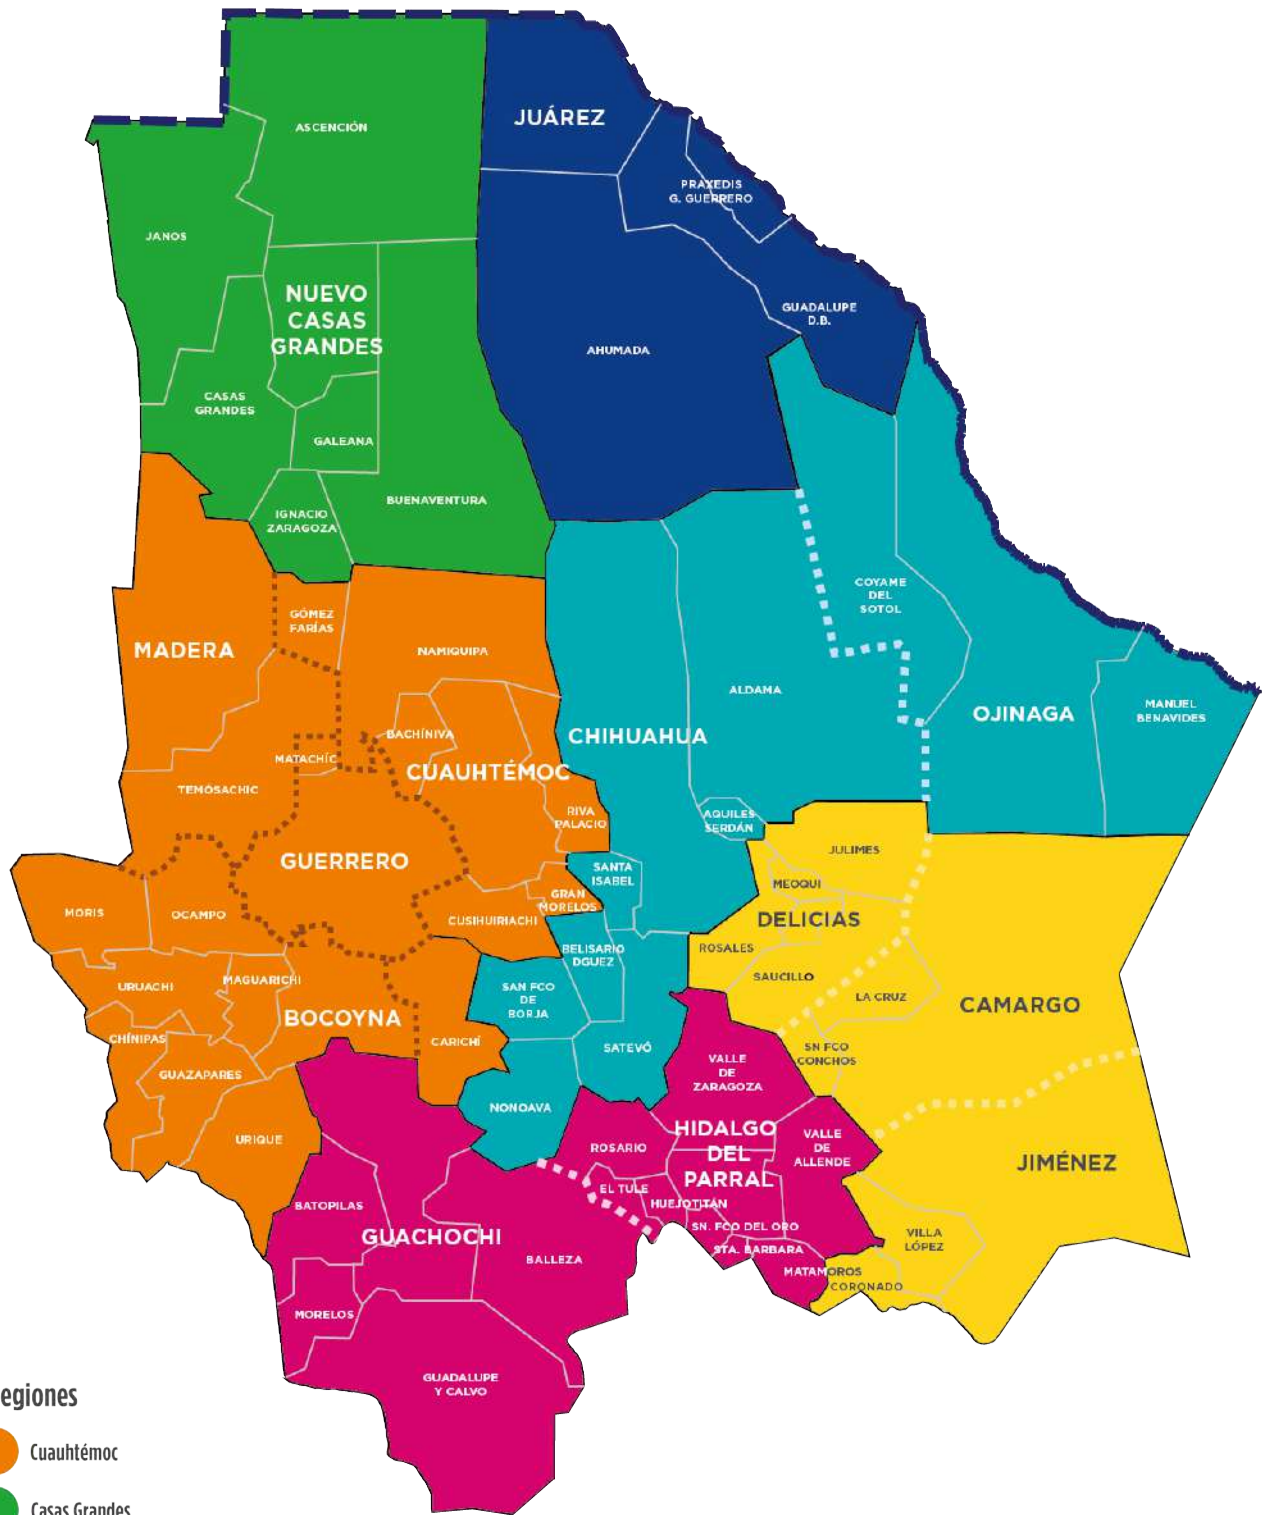 JUÁREZ
ASCENCIÓN
PRAXEDIS
G. GUERRERO
JANOS
NUEVO
CASAS
GRANDES
GUADALUPE
D.B.
AHUMADA
CASAS
GRANDES
GALEANA
BUENAVENTURA
IGNACIO
ZARAGOZA
COYAME
DEL
SOTOL
GÓMEZ
FARÍAS
MADERA
NAMIQUIPA
ALDAMA
MANUEL
BENAVIDES
OJINAGA
BACHÍNIVA
CHIHUAHUA
MATACHÍC
CUAUHTÉMOC
TEMÓSACHIC
RIVA
PALACIO
AQUILES
SERDÁN
JULIMES
GUERRERO
SANTA
ISABEL
MEOQUI
GRAN
MORELOS
MORIS
OCAMPO
CUSIHUIRIACHI
DELICIAS
BELISARIO
DGUEZ
ROSALES
SAUCILLO
MAGUARICHI
URUACHI
SAN FCO
DE
BORJA
LA CRUZ
CAMARGO
BOCOYNA
CHÍNIPAS
CARICHÍ
SATEVÓ
SN FCO
CONCHOS
VALLE
DE
ZARAGOZA
GUAZAPARES
NONOAVA
HIDALGO
DEL
PARRAL
URIQUE
ROSARIO
VALLE
DE
ALLENDE
JIMÉNEZ
EL TULE
HUEJOTITÁN
BATOPILAS
GUACHOCHI
SN. FCO DEL ORO
VILLA
LÓPEZ
STA. BARBARA
BALLEZA
MATAMOROS
CORONADO
MORELOS
GUADALUPE
Y CALVO
egiones
Cuauhtémoc
Casas Grandes